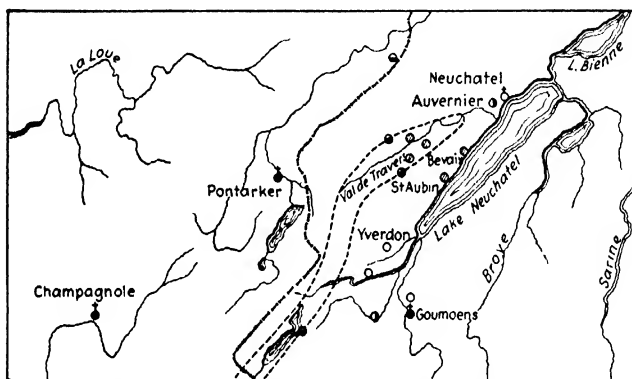 La Loue
L. Bienne
Neuchatel
Auvernier
Bevaix
Val de Travers
Pontarker
St Aubin
Lake Neuchatel
Yverdon
Broye
Sarine
Champagnole
Goumoens